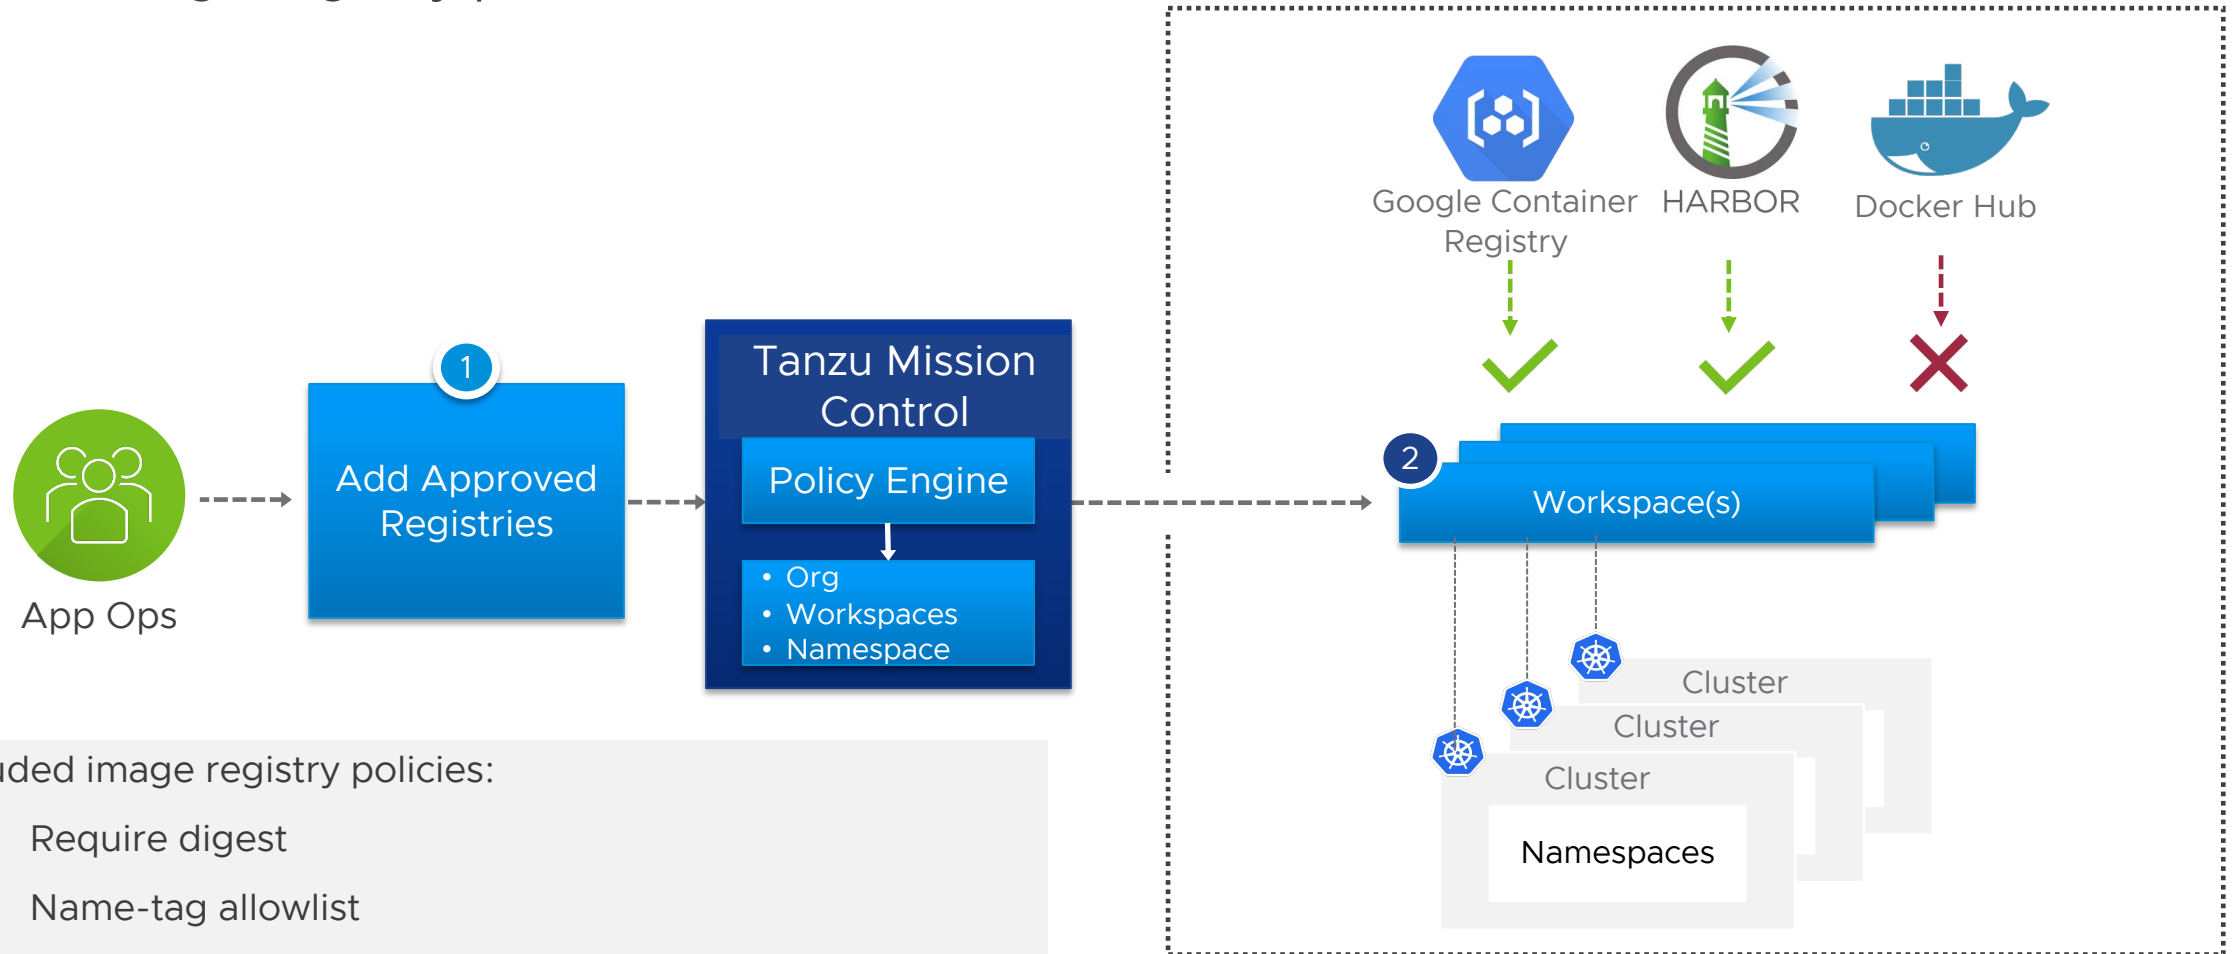 1
Add Approved
Registries
App Ops
Tanzu Mission
Control
Policy Engine
• Org
• Workspaces
• Namespace
Google Container
Registry
HARBOR
Docker Hub
2
Workspace(s)
Cluster
Cluster
Cluster
Namespaces
image registry policies:
Require digest
Name-tag allowlist